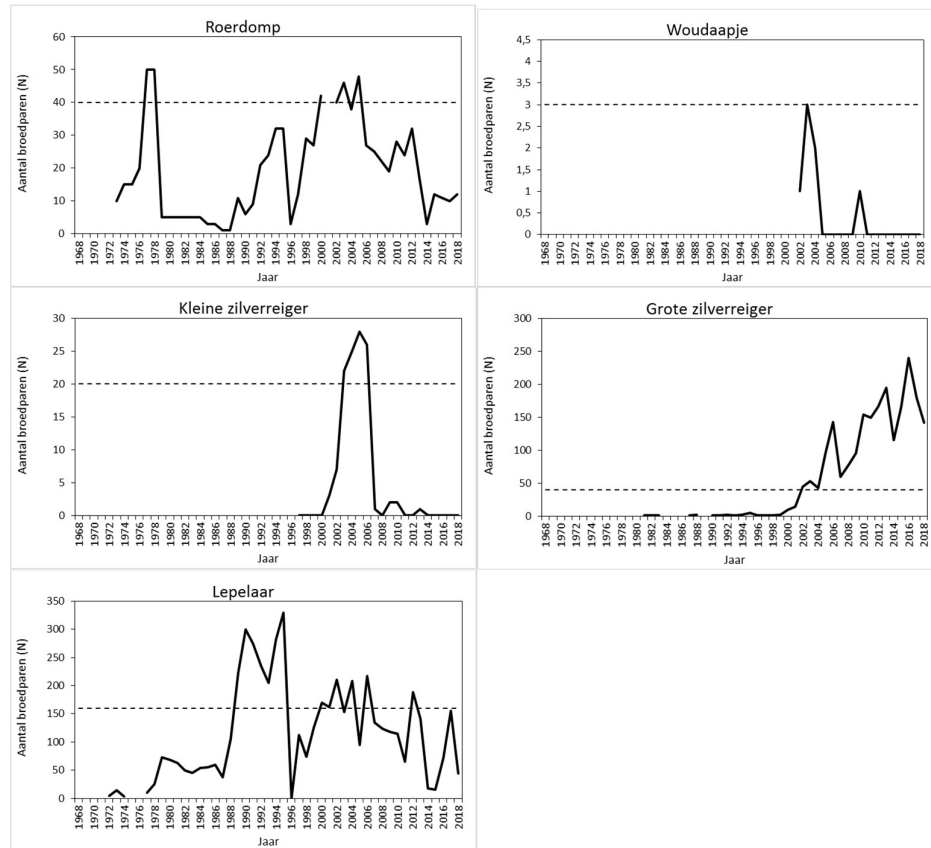 Roerdomp
Aantal broedparen (N)
60
50
40
30
20
10
0
1968 1970 1972 1974 1976 1978 1980 1982 1984 1986 1988 1990 1992 1994 1996 1998 2000 2002 2004 2006 2008 2010 2012 2014 2016 2018
Jaar
Woudaapje
Aantal broedparen (N)
4,5
4
3,5
3
2,5
2
1,5
1
0,5
0
1968 1970 1972 1974 1976 1978 1980 1982 1984 1986 1988 1990 1992 1994 1996 1998 2000 2002 2004 2006 2008 2010 2012 2014 2016 2018
Jaar
Kleine zilverreiger
Aantal broedparen (N)
30
25
20
15
10
5
0
1968 1970 1972 1974 1976 1978 1980 1982 1984 1986 1988 1990 1992 1994 1996 1998 2000 2002 2004 2006 2008 2010 2012 2014 2016 2018
Jaar
Grote zilverreiger
Aantal broedparen (N)
300
250
200
150
100
50
0
1968 1970 1972 1974 1976 1978 1980 1982 1984 1986 1988 1990 1992 1994 1996 1998 2000 2002 2004 2006 2008 2010 2012 2014 2016 2018
Jaar
Lepelaar
Aantal broedparen (N)
350
300
250
200
150
100
50
0
1968 1970 1972 1974 1976 1978 1980 1982 1984 1986 1988 1990 1992 1994 1996 1998 2000 2002 2004 2006 2008 2010 2012 2014 2016 2018
Jaar